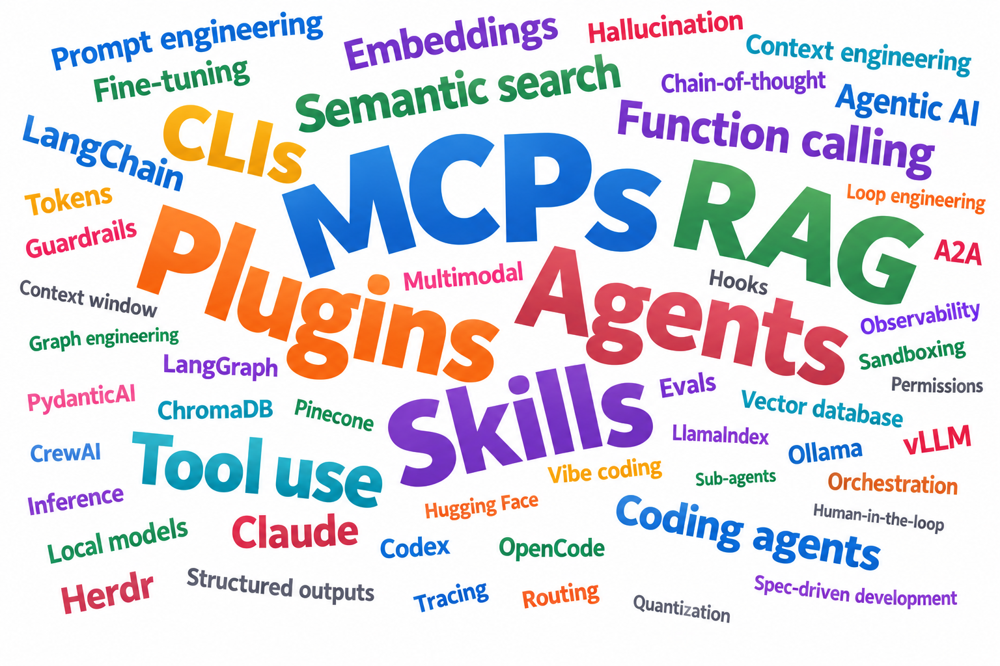 Prompt engineering
Embeddings
Hallucination
Context engineering
Fine-tuning
Semantic search
Chain-of-thought
Agentic AI
LangChain
CLIs
Function calling
MCPs
RAG
Tokens
Loop engineering
Guardrails
Plugins
Multimodal
Agents
Hooks
A2A
Context window
Observability
Graph engineering
Sandboxing
LangGraph
Skills
Evals
Permissions
PydanticAI
ChromaDB
Pinecone
Vector database
CrewAI
Tool use
LlamaIndex
Ollama
vLLM
Vibe coding
Sub-agents
Orchestration
Inference
Hugging Face
Coding agents
Human-in-the-loop
Local models
Claude
Codex
OpenCode
Herdr
Structured outputs
Tracing
Routing
Quantization
Spec-driven development